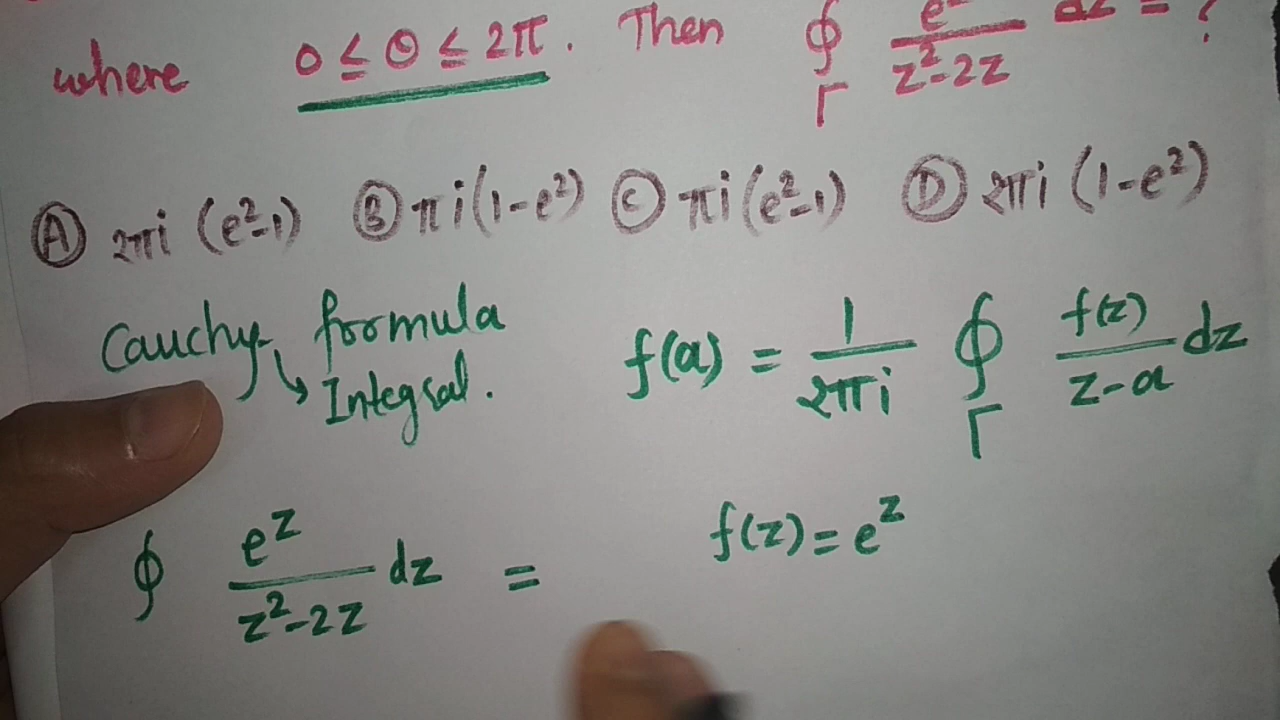 where 0 ≤ θ ≤ 2π. Then ∮_Γ e^z/(z²-2z) dz = ?
Ⓐ 2πi (e²-1) Ⓑ πi(1-e²) Ⓒ πi(e²-1) Ⓓ 2πi (1-e²)
Cauchy formula f(a) = 1/(2πi) ∮_Γ f(z)/(z-a) dz
↳ Integral.
f(z) = e^z
∮ e^z/(z²-2z) dz =